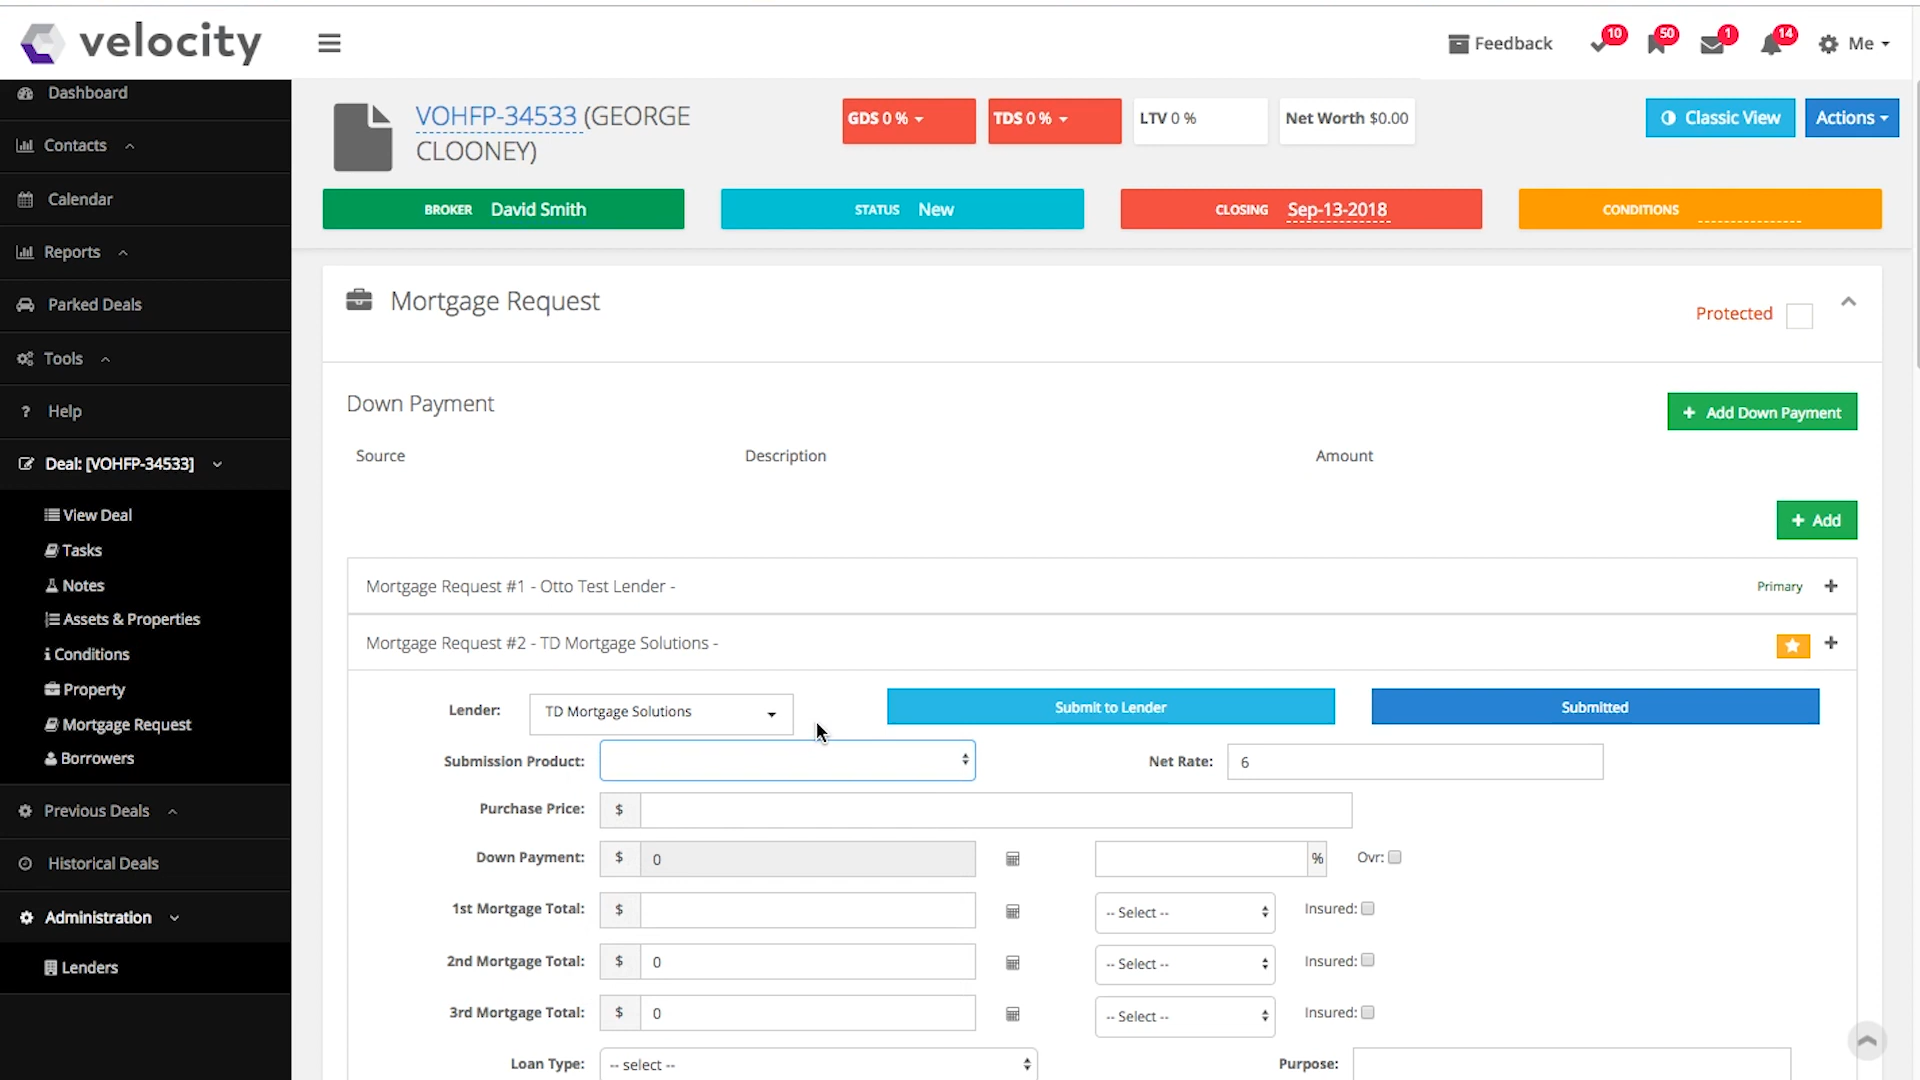 velocity
Feedback 10 50 1 14 Me
Dashboard
Contacts
Calendar
Reports
Parked Deals
Tools
? Help
Deal: [VOHFP-34533]
View Deal
Tasks
Notes
Assets & Properties
Conditions
Property
Mortgage Request
Borrowers
Previous Deals
Historical Deals
Administration
Lenders
VOHFP-34533 (GEORGE
CLOONEY)
GDS 0 %
TDS 0 %
LTV 0 %
Net Worth $0.00
Classic View
Actions
BROKER David Smith
STATUS New
CLOSING Sep-13-2018
CONDITIONS
Mortgage Request
Protected
Down Payment
+ Add Down Payment
Source Description Amount
+ Add
Mortgage Request #1 - Otto Test Lender - Primary +
Mortgage Request #2 - TD Mortgage Solutions - +
Lender: TD Mortgage Solutions Submit to Lender Submitted
Submission Product: Net Rate: 6
Purchase Price: $
Down Payment: $ 0 % Ovr:
1st Mortgage Total: $ -- Select -- Insured:
2nd Mortgage Total: $ 0 -- Select -- Insured:
3rd Mortgage Total: $ 0 -- Select -- Insured:
Loan Type: -- select -- Purpose: